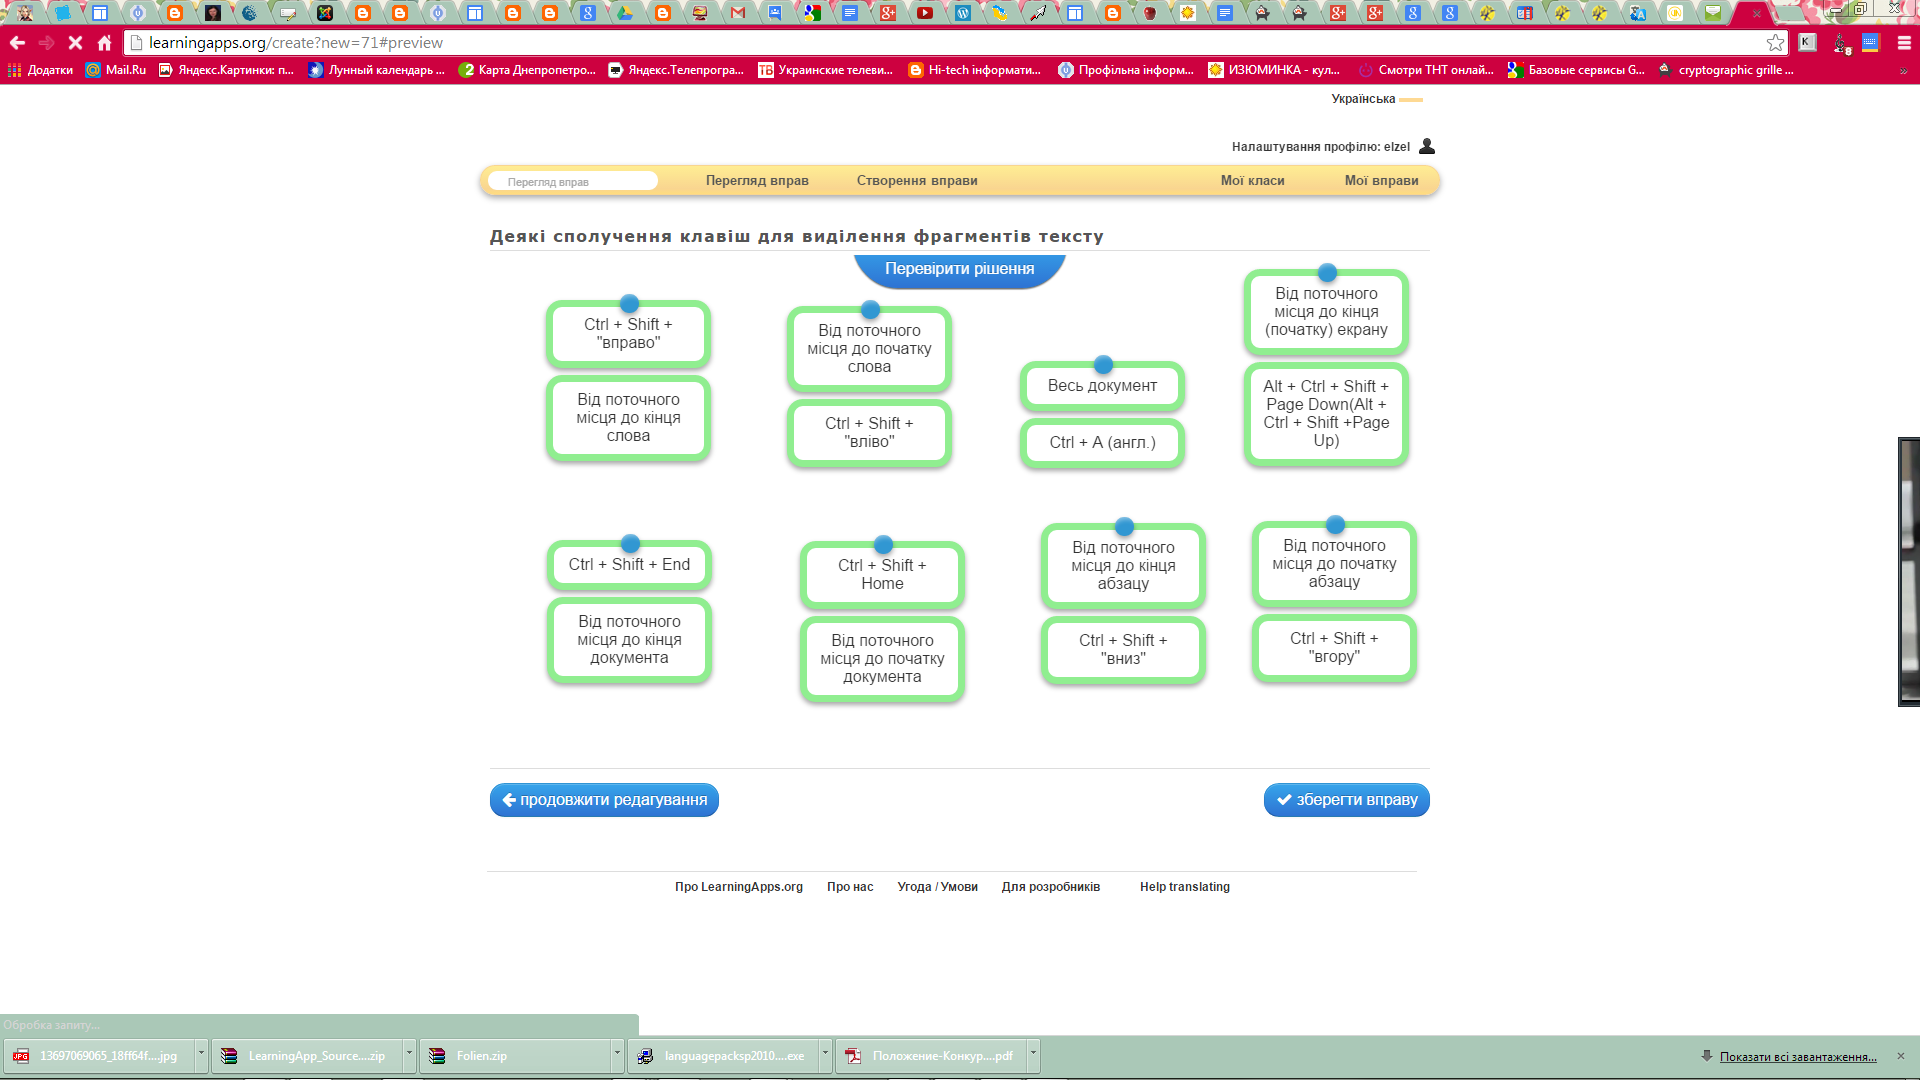 learningapps.org/create?new=71#preview
Додатки
Mail.Ru
Яндекс.Картинки: п...
Лунный календарь ...
Карта Днепропетро...
Яндекс.Телепрогра...
Украинские телеви...
Hi-tech інформати...
Профільна інформ...
ИЗЮМИНКА - кул...
Смотри ТНТ онлай...
Базовые сервисы G...
cryptographic grille ...
Українська
Налаштування профілю: elzel
Перегляд вправ
Перегляд вправ
Створення вправи
Мої класи
Мої вправи
Деякі сполучення клавіш для виділення фрагментів тексту
Перевірити рішення
Ctrl + Shift +
"вправо"
Від поточного
місця до кінця
слова
Від поточного
місця до початку
слова
Ctrl + Shift +
"вліво"
Весь документ
Ctrl + A (англ.)
Від поточного
місця до кінця
(початку) екрану
Alt + Ctrl + Shift +
Page Down(Alt +
Ctrl + Shift +Page
Up)
Ctrl + Shift + End
Від поточного
місця до кінця
документа
Ctrl + Shift +
Home
Від поточного
місця до початку
документа
Від поточного
місця до кінця
абзацу
Ctrl + Shift +
"вниз"
Від поточного
місця до початку
абзацу
Ctrl + Shift +
"вгору"
продовжити редагування
зберегти вправу
Про LearningApps.org
Про нас
Угода / Умови
Для розробників
Help translating
Обробка запиту...
13697069065_18ff64f....jpg
LearningApp_Source....zip
Folien.zip
languagepacksp2010....exe
Положение-Конкур....pdf
Показати всі завантаження...